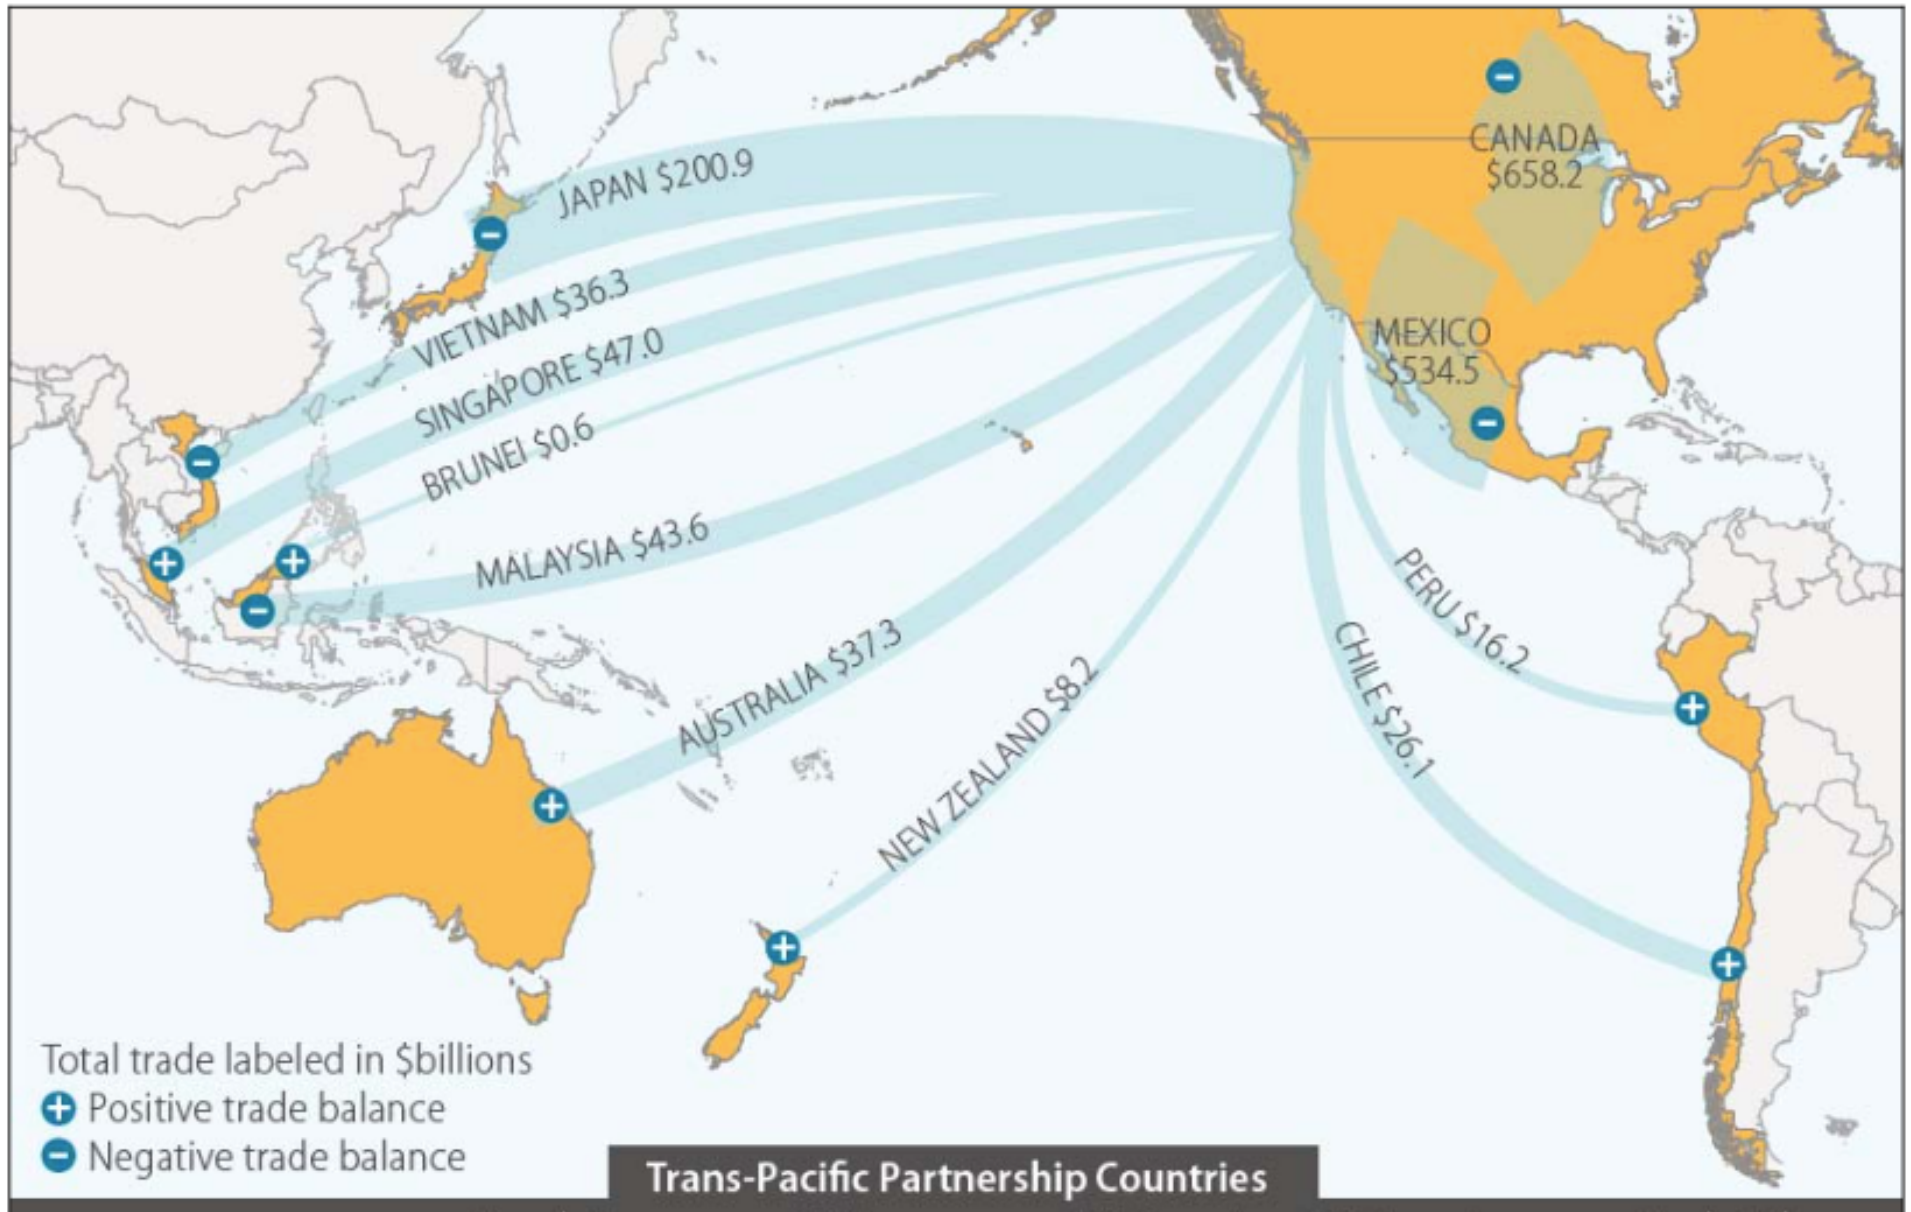 CANADA
$658.2
JAPAN $200.9
VIETNAM $36.3
MEXICO
$534.5
SINGAPORE $47.0
BRUNEI $0.6
MALAYSIA $43.6
AUSTRALIA $37.3
NEW ZEALAND $8.2
PERU $16.2
CHILE $26.1
Total trade labeled in $billions
+ Positive trade balance
− Negative trade balance
Trans-Pacific Partnership Countries